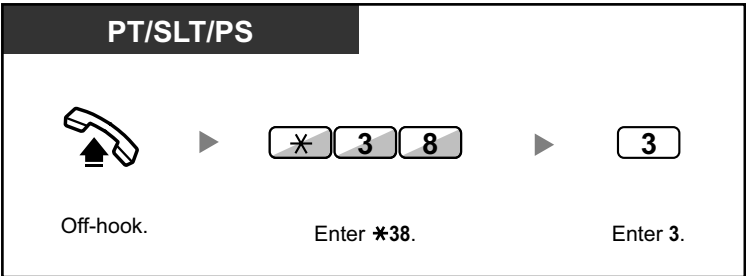 PT/SLT/PS
✳ 3 8 3
Off-hook. Enter ✳38. Enter 3.